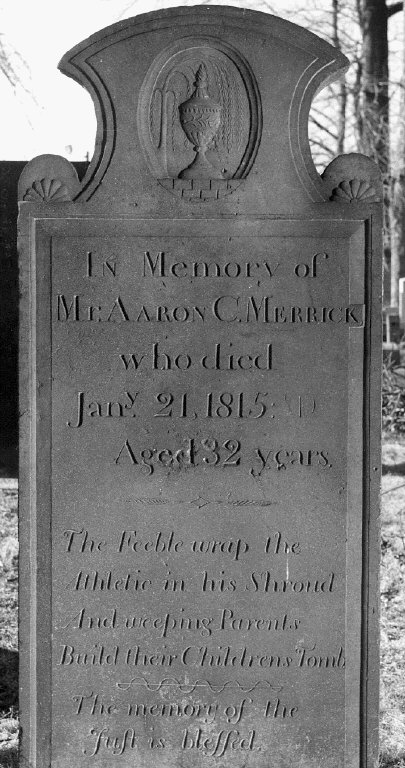 In Memory of
Mr. Aaron C. Merrick
who died
Jany. 21, 1815. AD
Aged 32 years.
The Feeble wrap the
Athletic in his Shroud
And weeping Parents
Build their Childrens Tomb
The memory of the
Just is blessed.